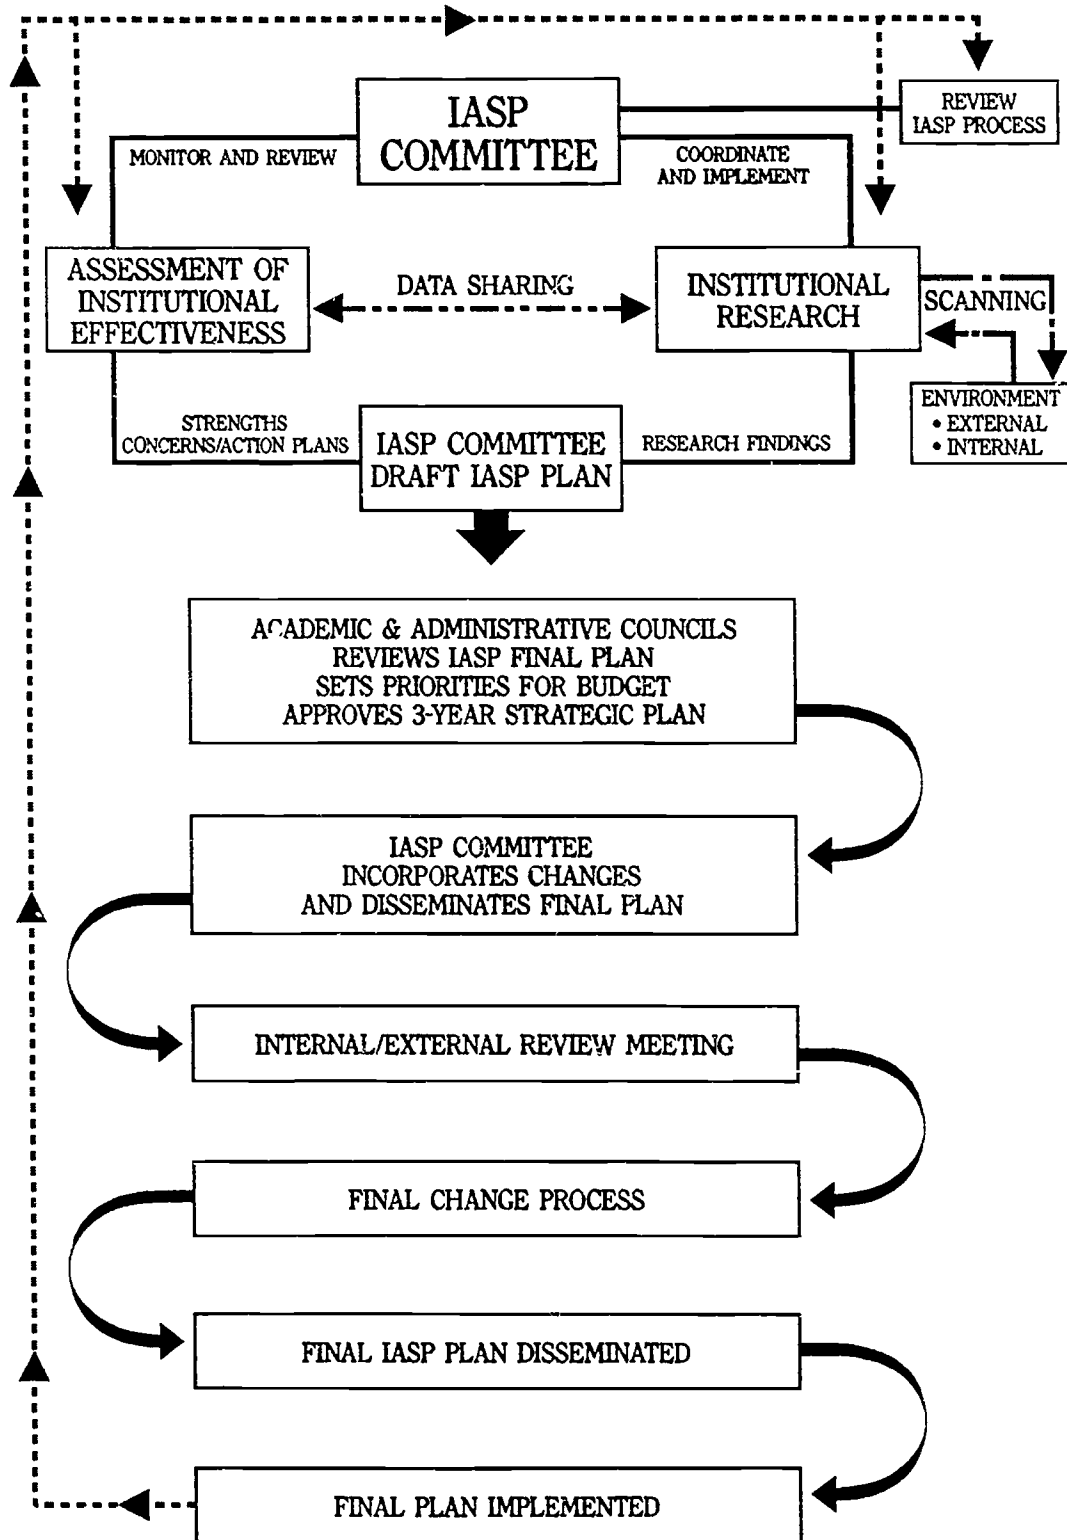 IASP
COMMITTEE
REVIEW
IASP PROCESS
MONITOR AND REVIEW
COORDINATE
AND IMPLEMENT
ASSESSMENT OF
INSTITUTIONAL
EFFECTIVENESS
DATA SHARING
INSTITUTIONAL
RESEARCH
SCANNING
ENVIRONMENT
• EXTERNAL
• INTERNAL
STRENGTHS
CONCERNS/ACTION PLANS
IASP COMMITTEE
DRAFT IASP PLAN
RESEARCH FINDINGS
ACADEMIC & ADMINISTRATIVE COUNCILS
REVIEWS IASP FINAL PLAN
SETS PRIORITIES FOR BUDGET
APPROVES 3-YEAR STRATEGIC PLAN
IASP COMMITTEE
INCORPORATES CHANGES
AND DISSEMINATES FINAL PLAN
INTERNAL/EXTERNAL REVIEW MEETING
FINAL CHANGE PROCESS
FINAL IASP PLAN DISSEMINATED
FINAL PLAN IMPLEMENTED